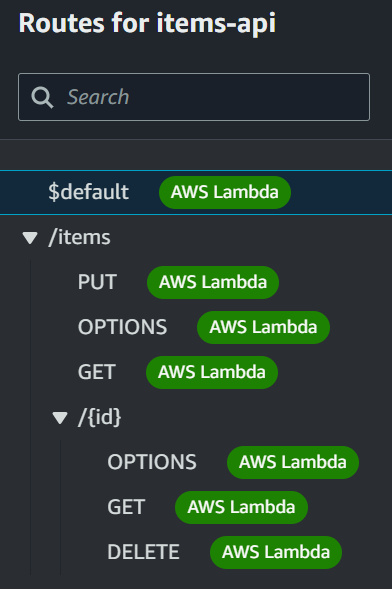 Routes for items-api
Search
$default AWS Lambda
/items
PUT AWS Lambda
OPTIONS AWS Lambda
GET AWS Lambda
/{id}
OPTIONS AWS Lambda
GET AWS Lambda
DELETE AWS Lambda